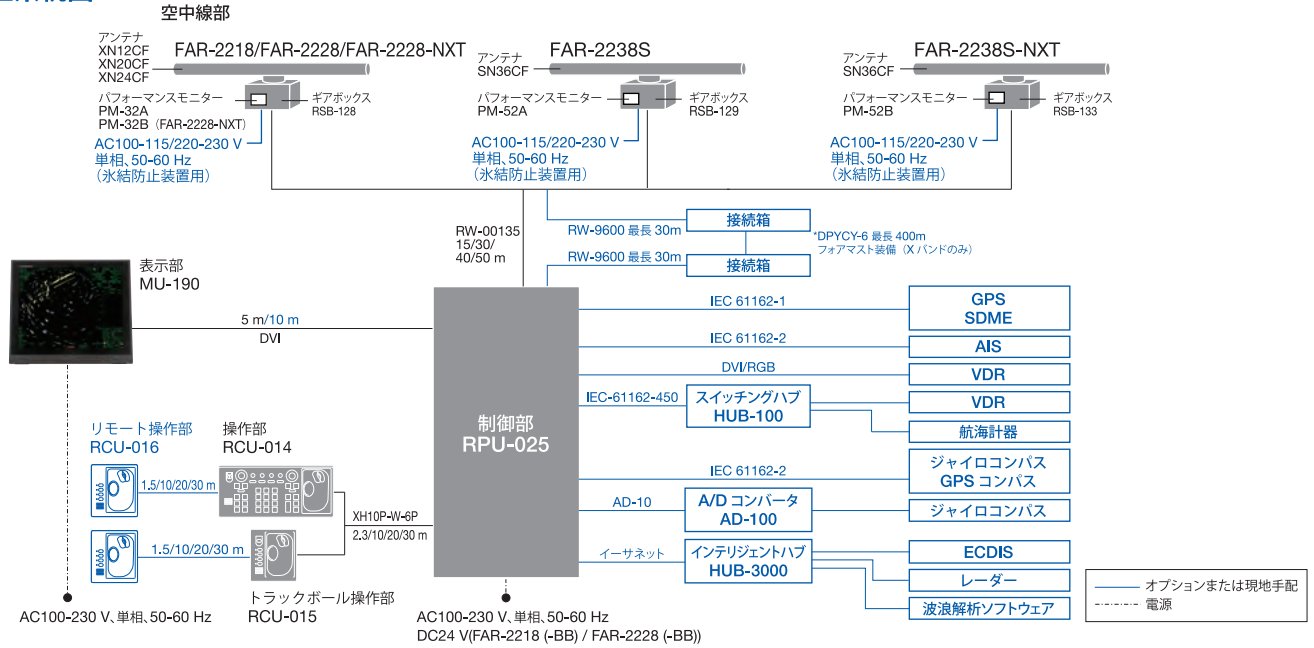 空中線部
アンテナ
XN12CF
XN20CF
XN24CF
FAR-2218/FAR-2228/FAR-2228-NXT
パフォーマンスモニター
PM-32A
PM-32B（FAR-2228-NXT）
ギアボックス
RSB-128
AC100-115/220-230 V
単相、50-60 Hz
（氷結防止装置用）
アンテナ
SN36CF
FAR-2238S
パフォーマンスモニター
PM-52A
ギアボックス
RSB-129
AC100-115/220-230 V
単相、50-60 Hz
（氷結防止装置用）
アンテナ
SN36CF
FAR-2238S-NXT
パフォーマンスモニター
PM-52B
ギアボックス
RSB-133
AC100-115/220-230 V
単相、50-60 Hz
（氷結防止装置用）
RW-00135
15/30/
40/50 m
RW-9600 最長 30m
接続箱
*DPYCY-6 最長 400m
フォアマスト装備（X バンドのみ）
RW-9600 最長 30m
接続箱
表示部
MU-190
5 m/10 m
DVI
制御部
RPU-025
IEC 61162-1
GPS
SDME
IEC 61162-2
AIS
DVI/RGB
VDR
IEC-61162-450
スイッチングハブ
HUB-100
VDR
航海計器
IEC 61162-2
ジャイロコンパス
GPS コンパス
AD-10
A/D コンバータ
AD-100
ジャイロコンパス
イーサネット
インテリジェントハブ
HUB-3000
ECDIS
レーダー
波浪解析ソフトウェア
リモート操作部
RCU-016
操作部
RCU-014
1.5/10/20/30 m
XH10P-W-6P
2.3/10/20/30 m
1.5/10/20/30 m
トラックボール操作部
RCU-015
AC100-230 V、単相、50-60 Hz
AC100-230 V、単相、50-60 Hz
DC24 V(FAR-2218 (-BB) / FAR-2228 (-BB))
オプションまたは現地手配
電源